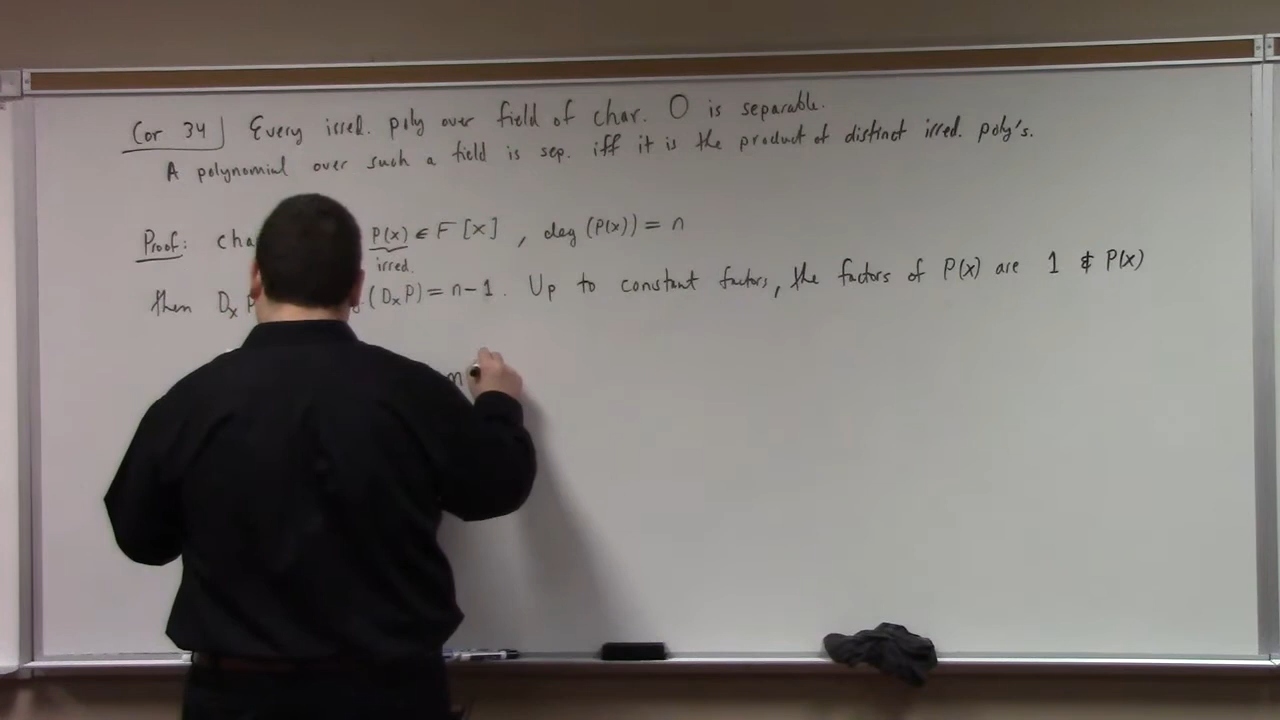 Cor 34 Every irred. poly over field of char. 0 is separable.
A polynomial over such a field is sep. iff it is the product of distinct irred. poly's.
Proof: P(x) ∈ F[x], deg (P(x)) = n
irred.
then Dₓ (Dₓ P) = n-1. Up to constant factors, the factors of P(x) are 1 & P(x)